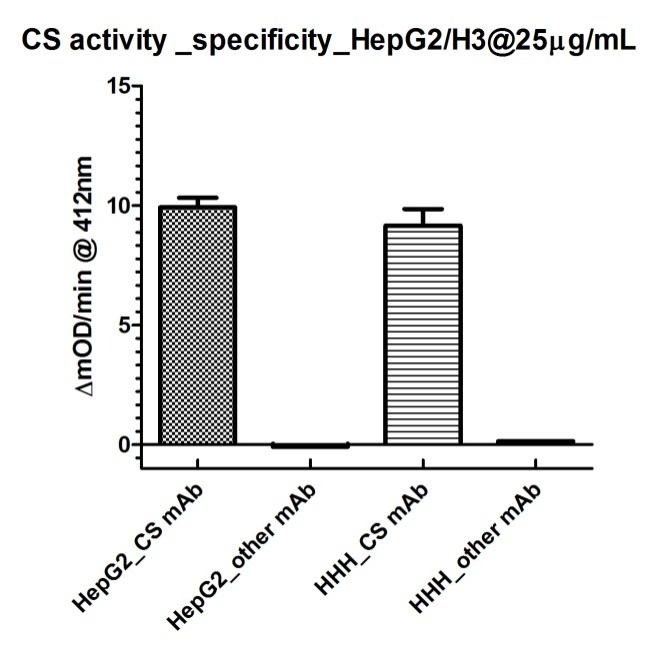 CS activity _specificity_HepG2/H3@25μg/mL
15
10
5
0
ΔmOD/min @ 412nm
HepG2_CS mAb
HepG2_other mAb
HHH_CS mAb
HHH_other mAb